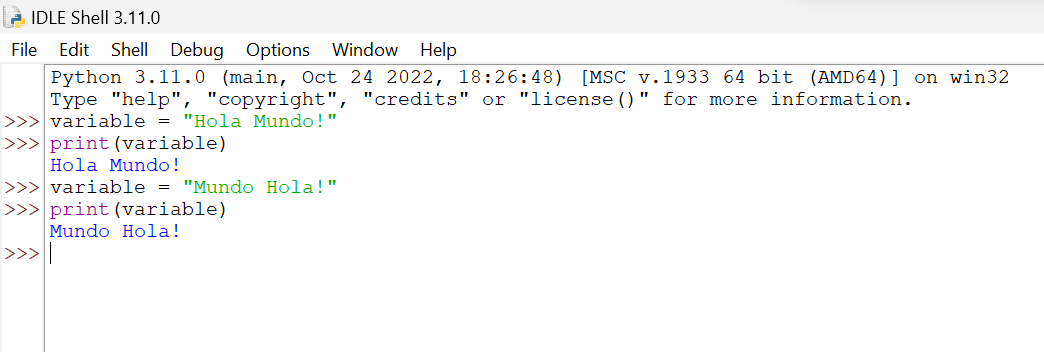 IDLE Shell 3.11.0
File Edit Shell Debug Options Window Help
Python 3.11.0 (main, Oct 24 2022, 18:26:48) [MSC v.1933 64 bit (AMD64)] on win32
Type "help", "copyright", "credits" or "license()" for more information.
>>> variable = "Hola Mundo!"
>>> print(variable)
Hola Mundo!
>>> variable = "Mundo Hola!"
>>> print(variable)
Mundo Hola!
>>>